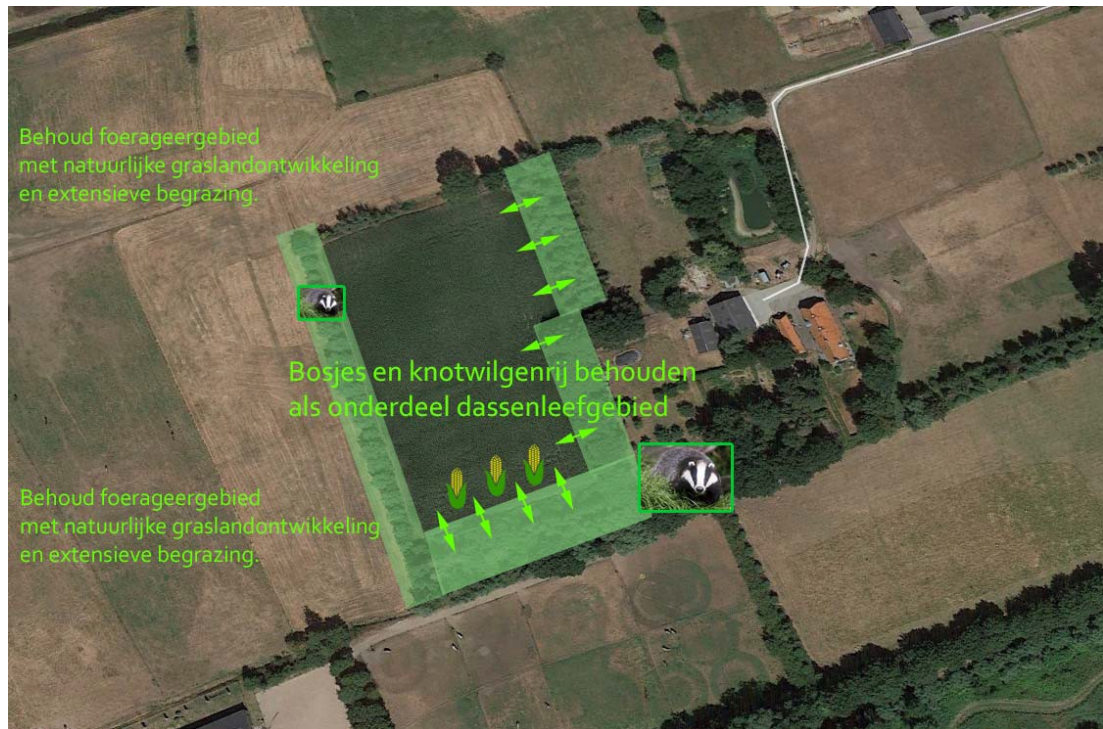 Behoud foerageergebied
met natuurlijke graslandontwikkeling
en extensieve begrazing.
Bosjes en knotwilgenrij behouden
als onderdeel dassenleefgebied
Behoud foerageergebied
met natuurlijke graslandontwikkeling
en extensieve begrazing.